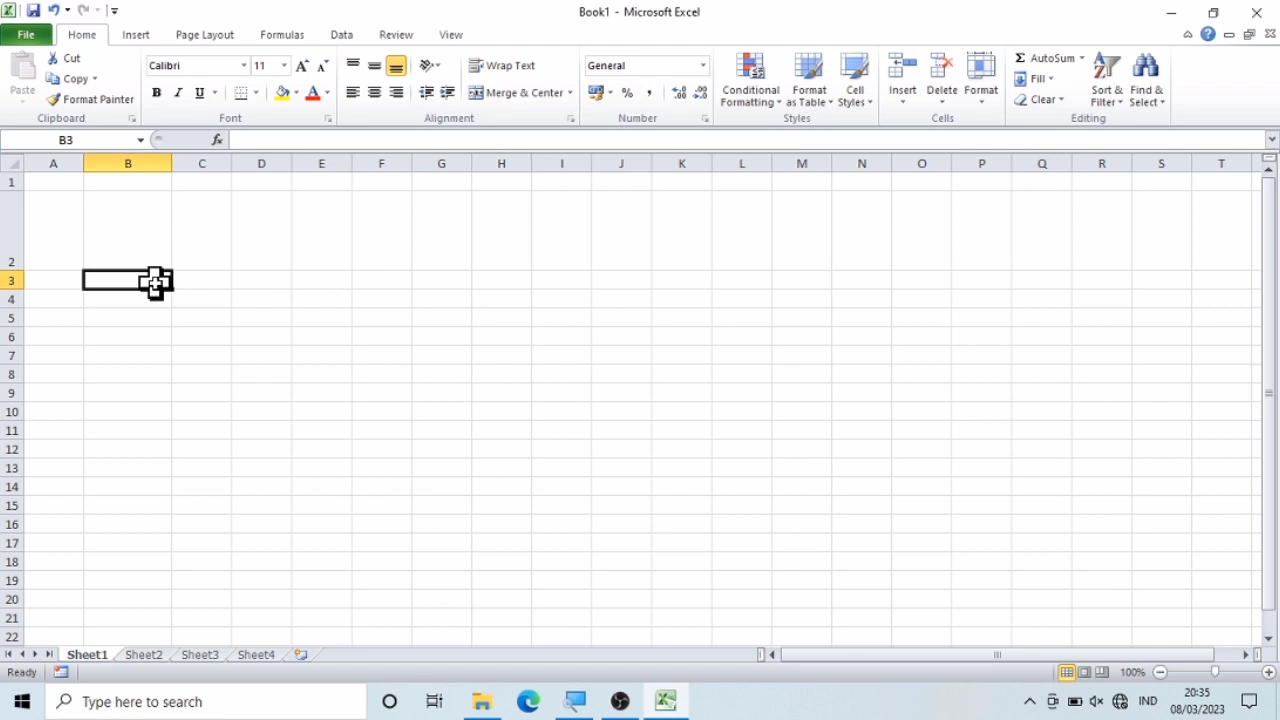 Book1 - Microsoft Excel
File Home Insert Page Layout Formulas Data Review View
Cut
Copy
Format Painter
Paste
Clipboard
Calibri 11
B I U
A A
A
Font
Wrap Text
Merge & Center
Alignment
General
% ,
Number
Conditional Formatting
Format as Table
Cell Styles
Styles
Insert Delete Format
Cells
Σ AutoSum
Fill
Clear
Sort & Filter
Find & Select
Editing
B3
fx
A B C D E F G H I J K L M N O P Q R S T
1
2
3
4
5
6
7
8
9
10
11
12
13
14
15
16
17
18
19
20
21
22
Sheet1 Sheet2 Sheet3 Sheet4
Ready
100%
Type here to search
IND
20:35
08/03/2023